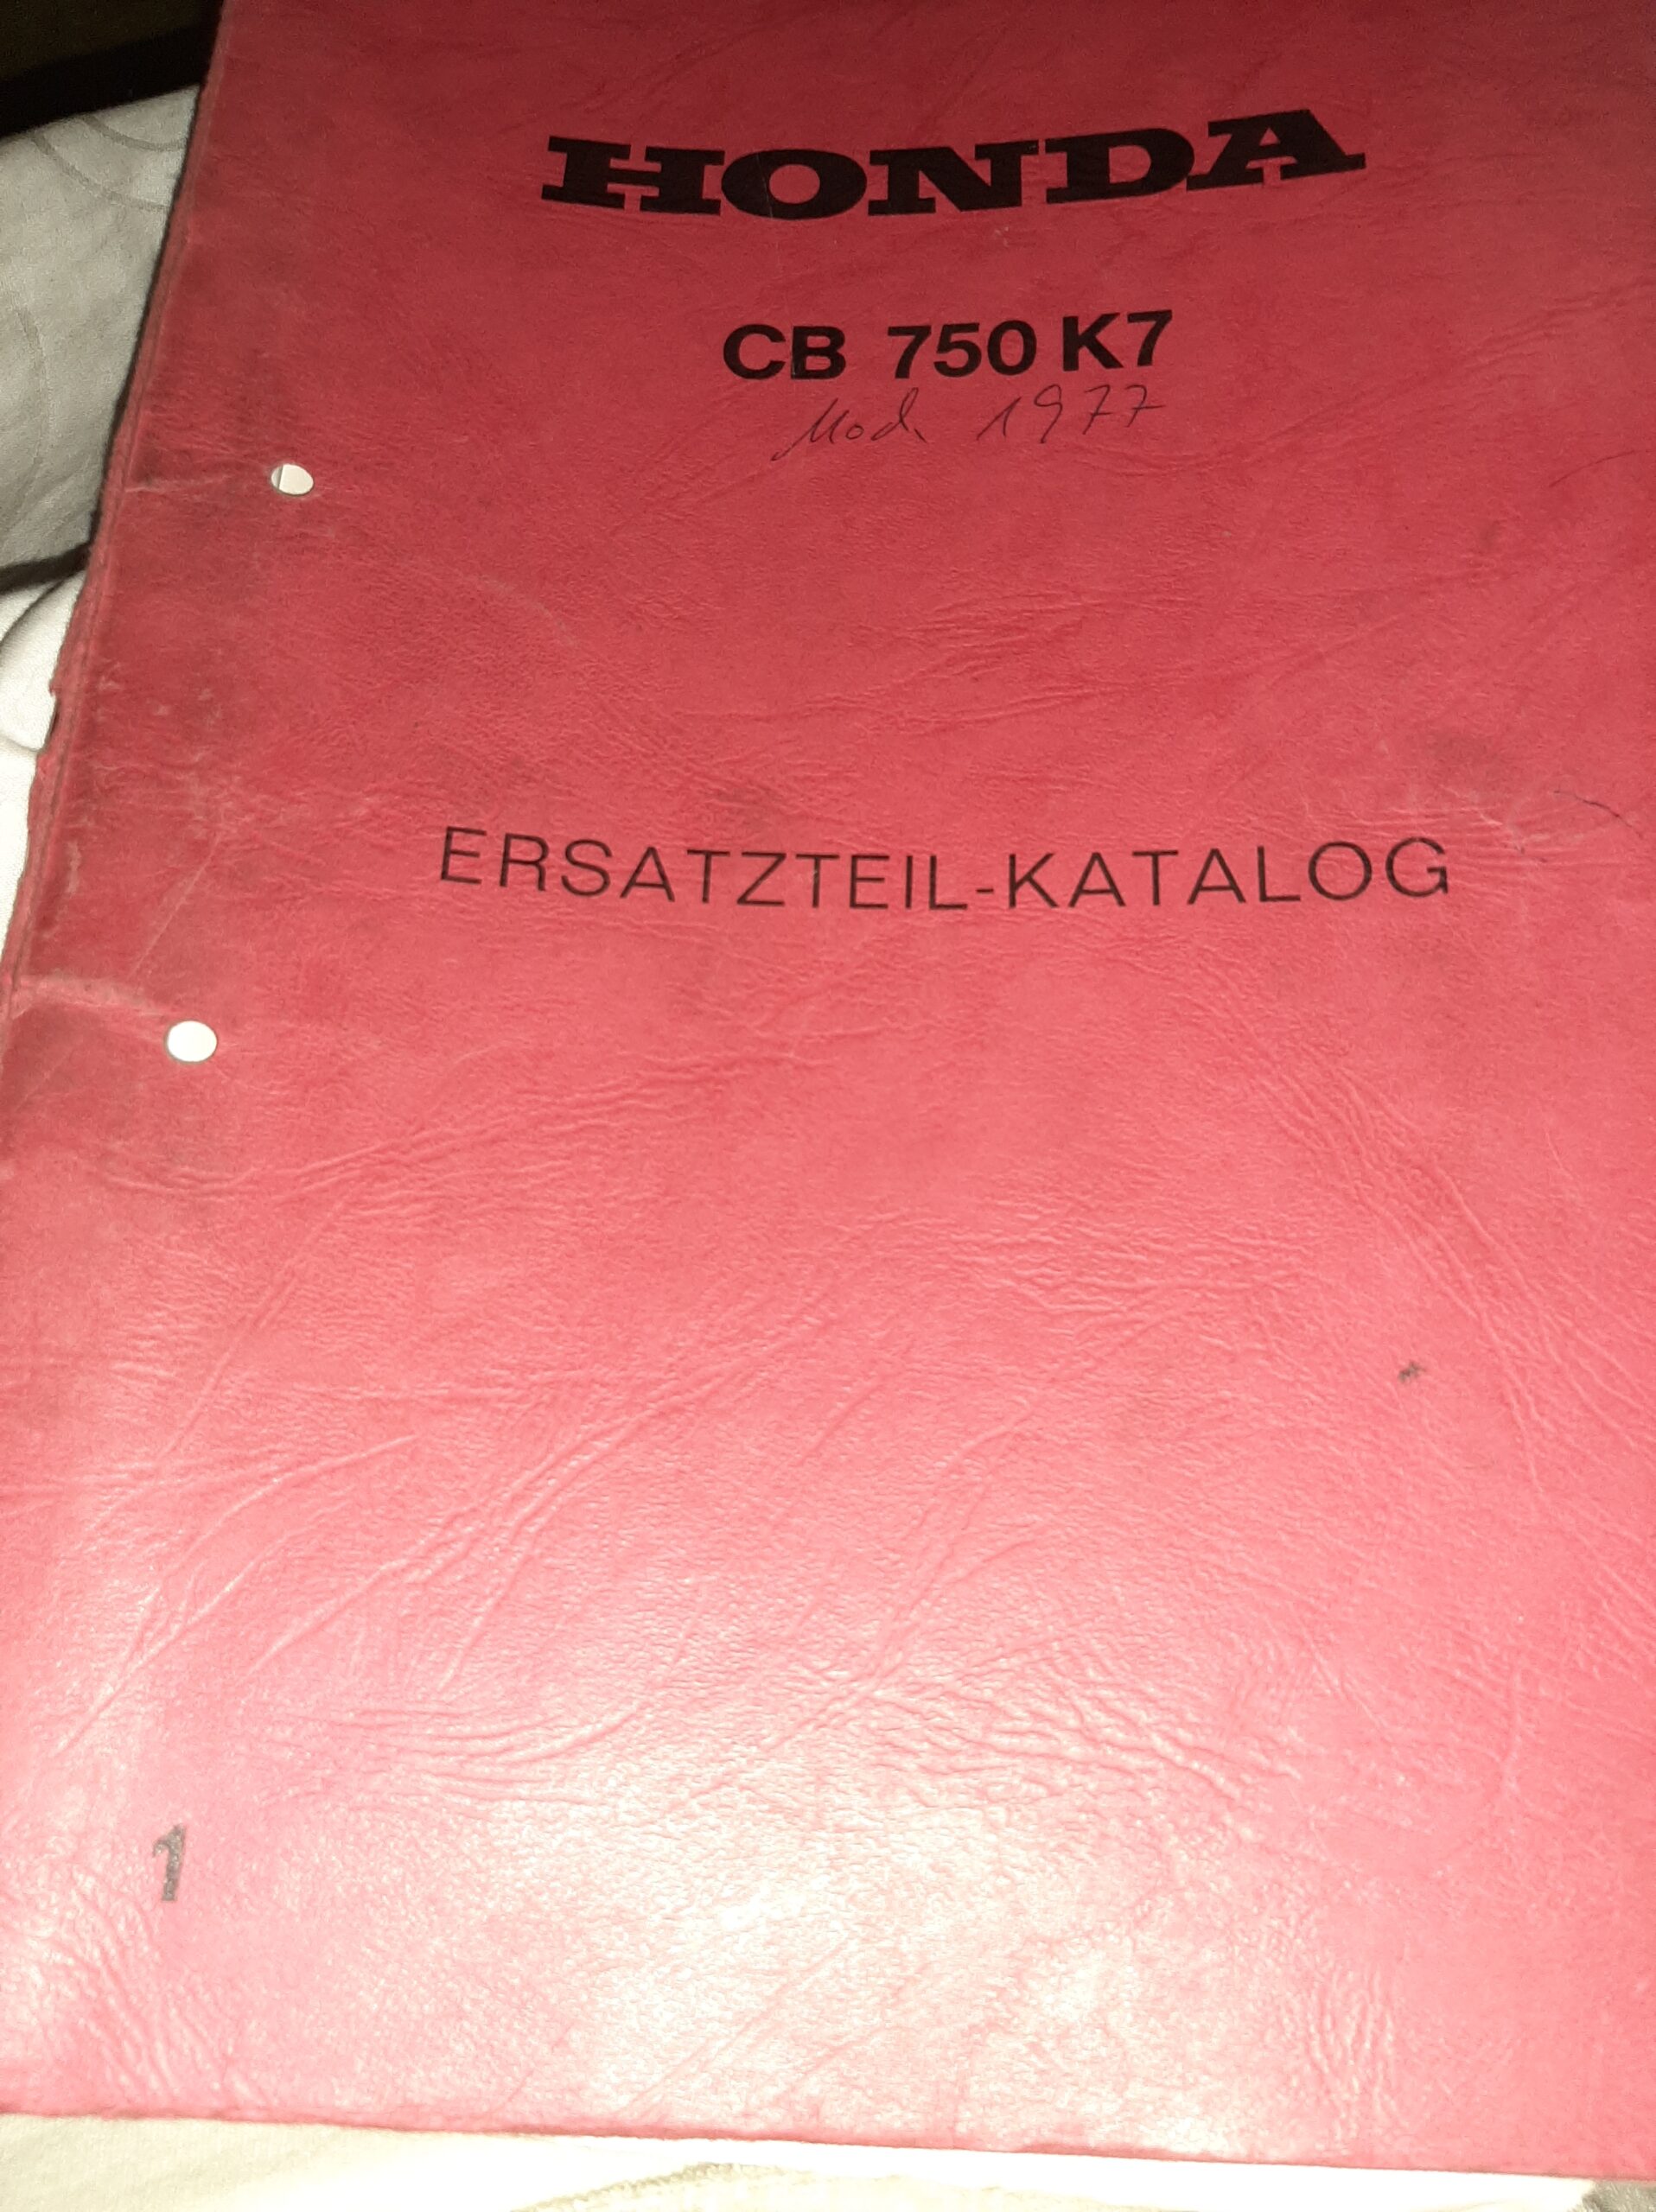 HONDA
CB 750 K7
Mod. 1977
ERSATZTEIL-KATALOG
1